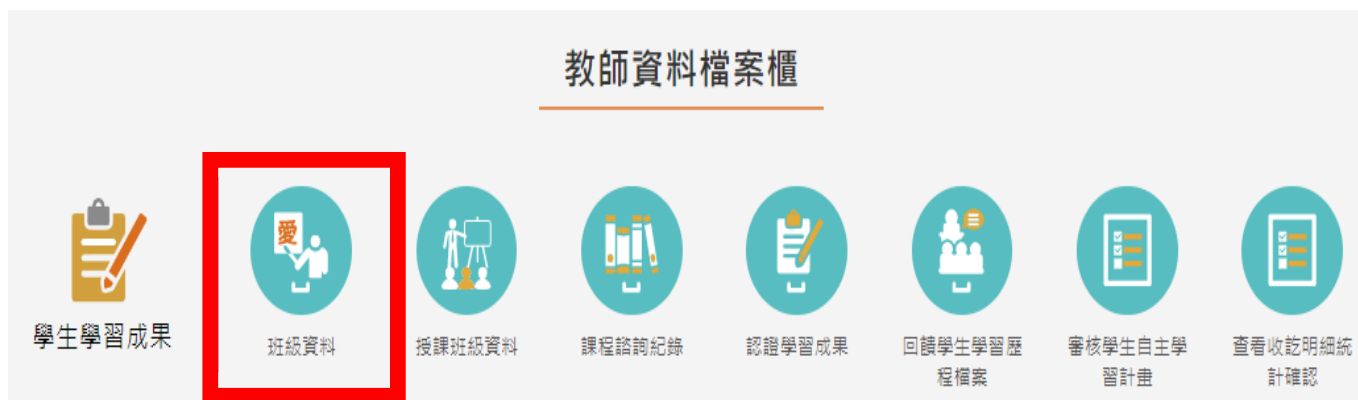 教師資料檔案櫃
愛
學生學習成果
班級資料
授課班級資料
課程諮詢紀錄
認證學習成果
回饋學生學習歷
程檔案
審核學生自主學
習計畫
查看收訖明細統
計確認